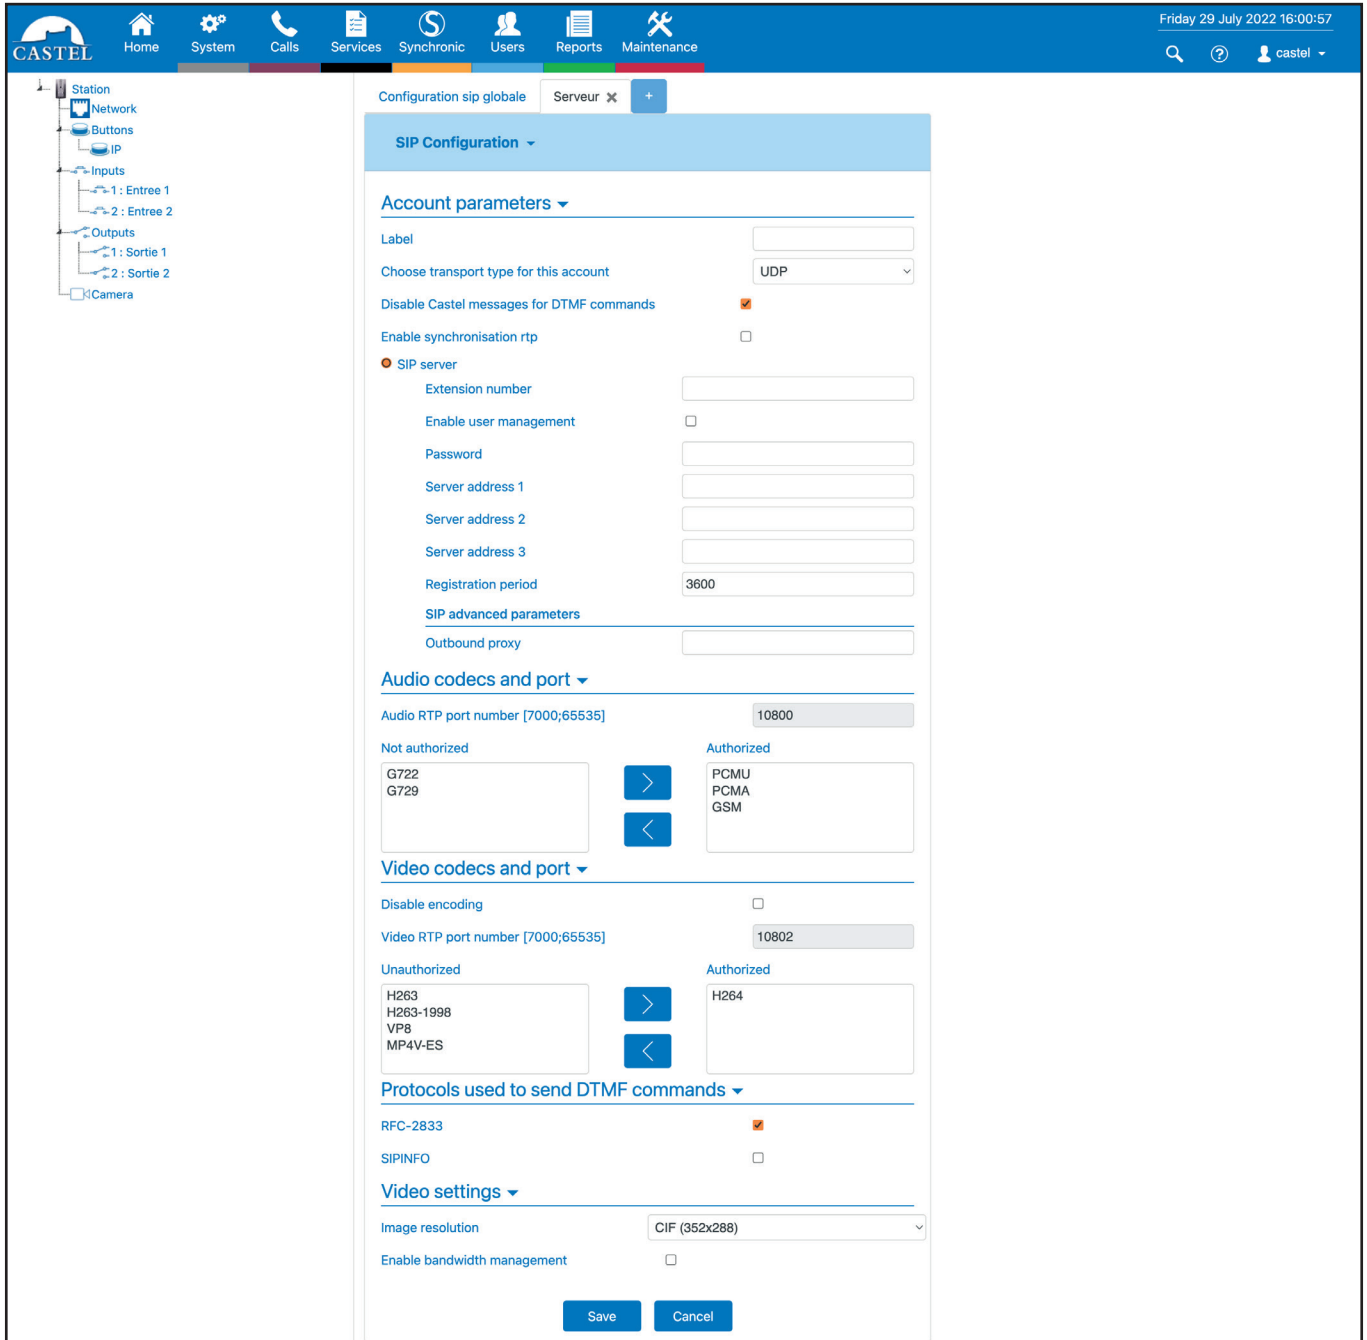 CASTEL
Home
System
Calls
Services
Synchronic
Users
Reports
Maintenance
Friday 29 July 2022 16:00:57
castel
Station
Network
Buttons
IP
Inputs
1 : Entree 1
2 : Entree 2
Outputs
1 : Sortie 1
2 : Sortie 2
Camera
Configuration sip globale
Serveur
+
SIP Configuration
Account parameters
Label
Choose transport type for this account UDP
Disable Castel messages for DTMF commands
Enable synchronisation rtp
SIP server
Extension number
Enable user management
Password
Server address 1
Server address 2
Server address 3
Registration period 3600
SIP advanced parameters
Outbound proxy
Audio codecs and port
Audio RTP port number [7000;65535] 10800
Not authorized
G722
G729
Authorized
PCMU
PCMA
GSM
Video codecs and port
Disable encoding
Video RTP port number [7000;65535] 10802
Unauthorized
H263
H263-1998
VP8
MP4V-ES
Authorized
H264
Protocols used to send DTMF commands
RFC-2833
SIPINFO
Video settings
Image resolution CIF (352x288)
Enable bandwidth management
Save
Cancel